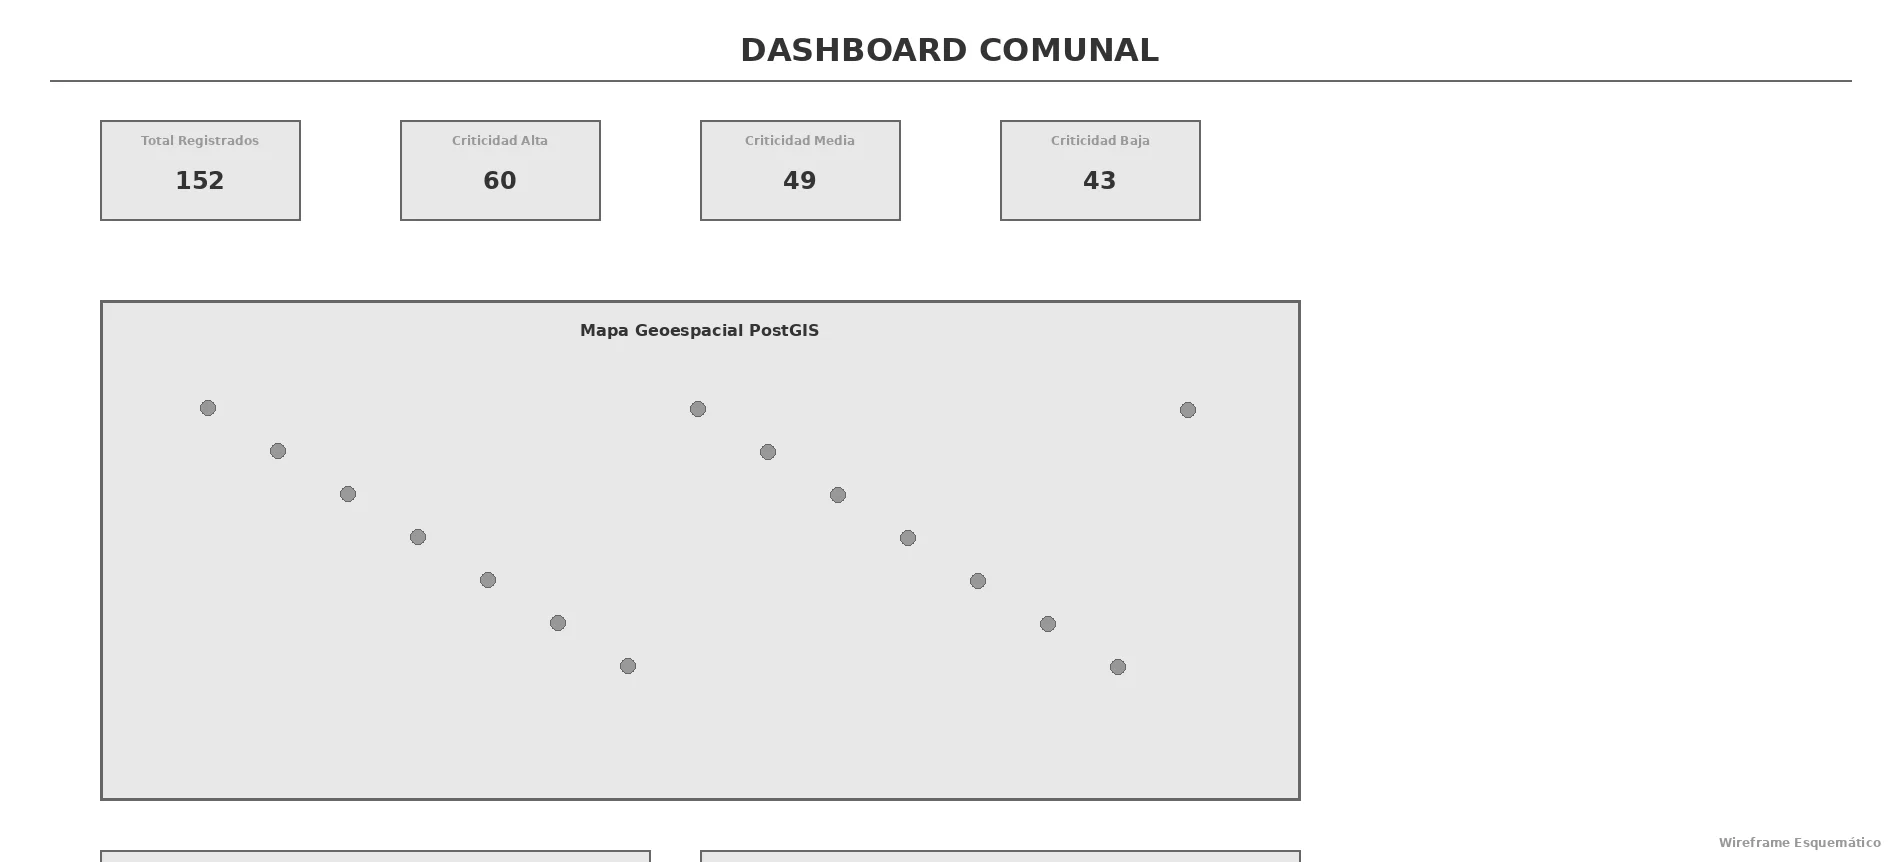 DASHBOARD COMUNAL
Total Registrados
152
Criticidad Alta
60
Criticidad Media
49
Criticidad Baja
43
Mapa Geoespacial PostGIS
Wireframe Esquemático